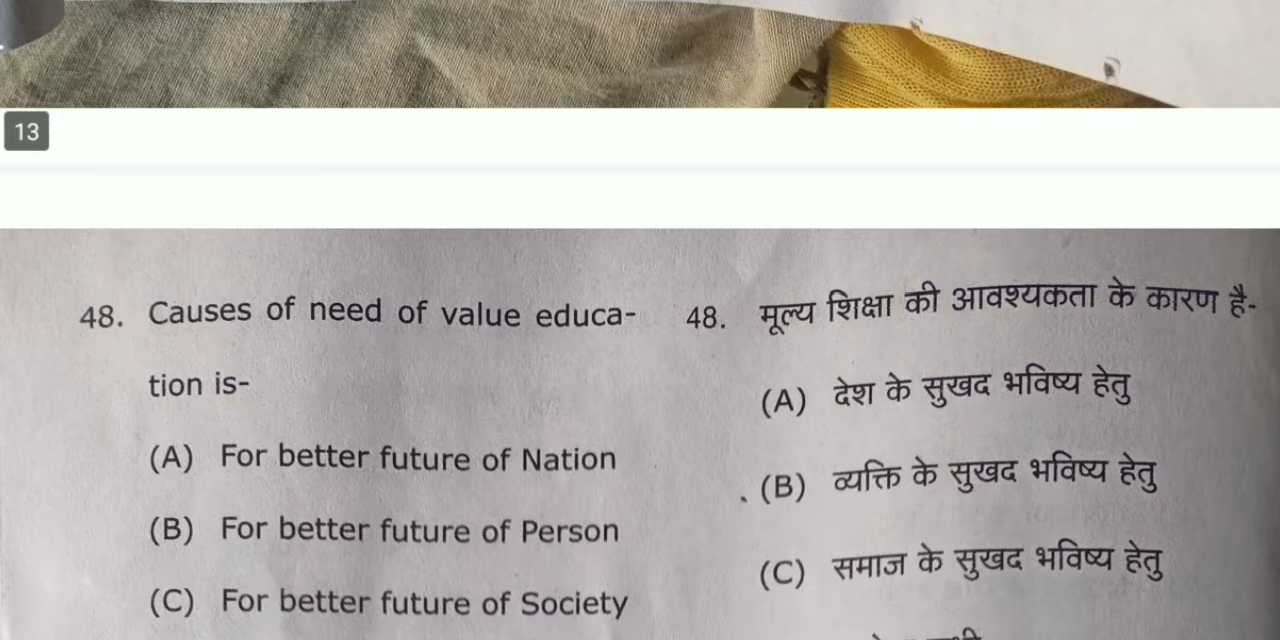 13
48. Causes of need of value educa-
tion is-
(A) For better future of Nation
(B) For better future of Person
(C) For better future of Society
48. मूल्य शिक्षा की आवश्यकता के कारण है-
(A) देश के सुखद भविष्य हेतु
(B) व्यक्ति के सुखद भविष्य हेतु
(C) समाज के सुखद भविष्य हेतु